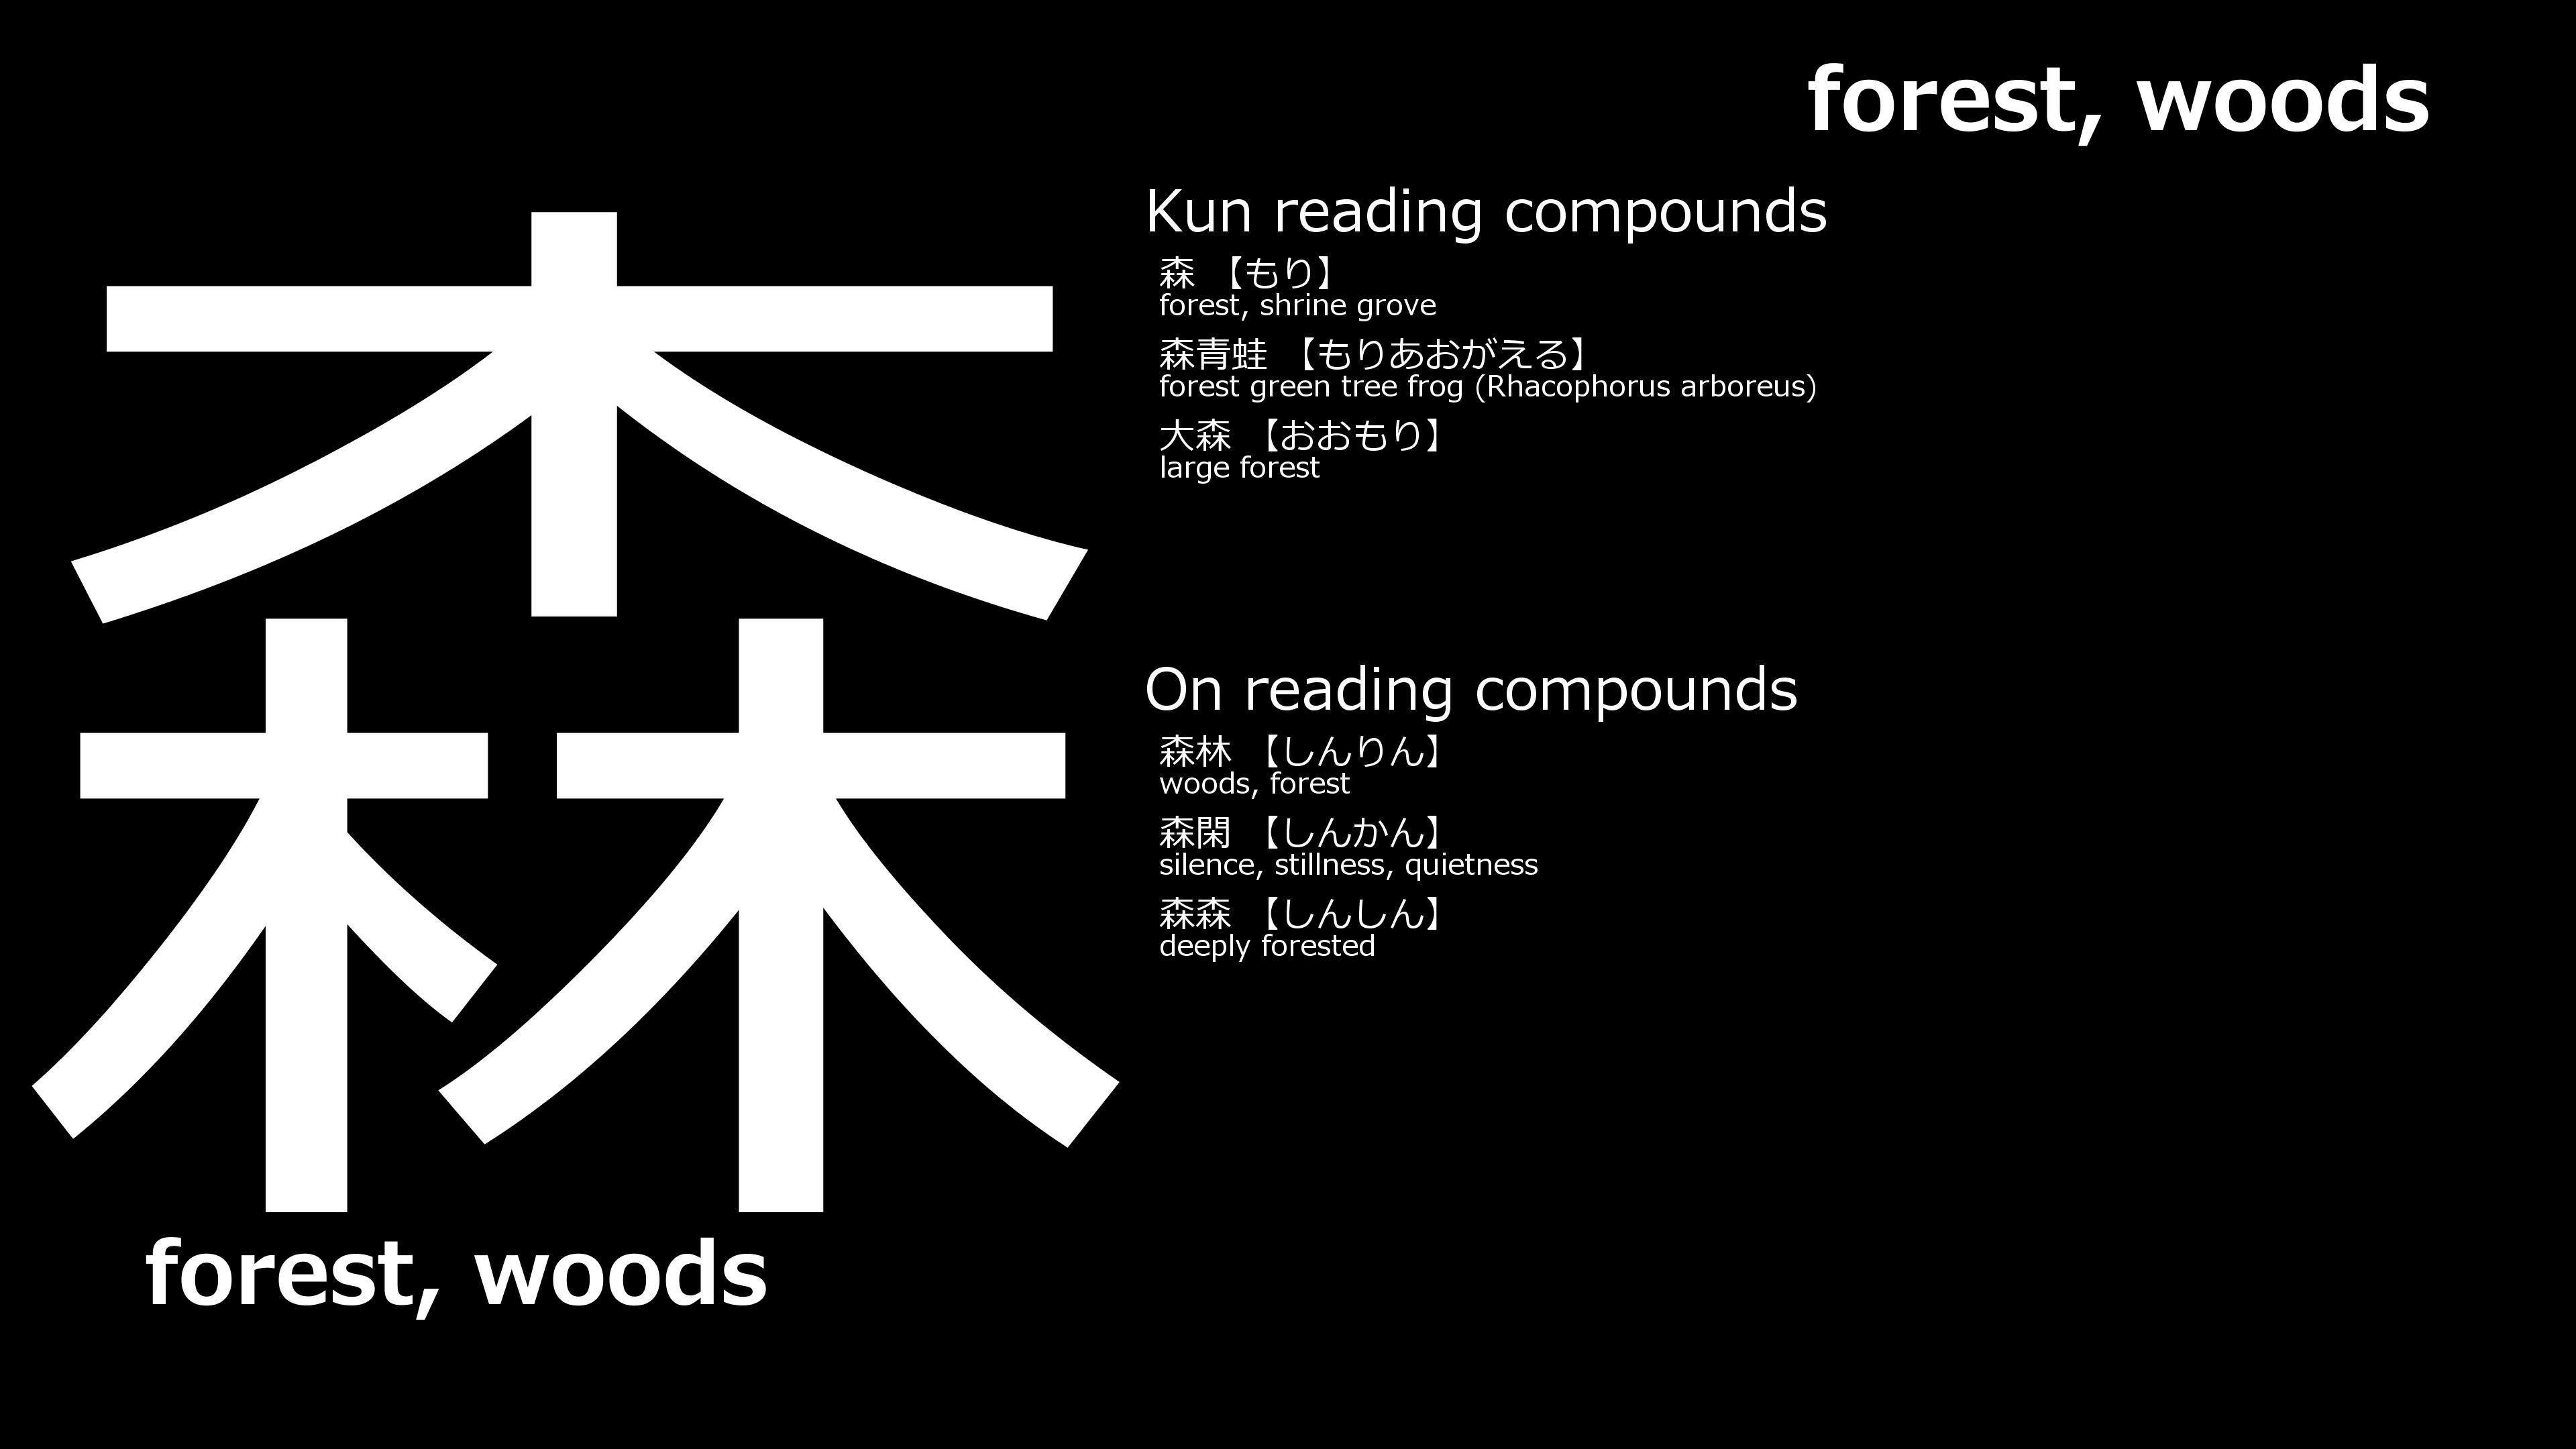 forest, woods
森
forest, woods
Kun reading compounds
森 【もり】
forest, shrine grove
森青蛙 【もりあおがえる】
forest green tree frog (Rhacophorus arboreus)
大森 【おおもり】
large forest
On reading compounds
森林 【しんりん】
woods, forest
森閑 【しんかん】
silence, stillness, quietness
森森 【しんしん】
deeply forested